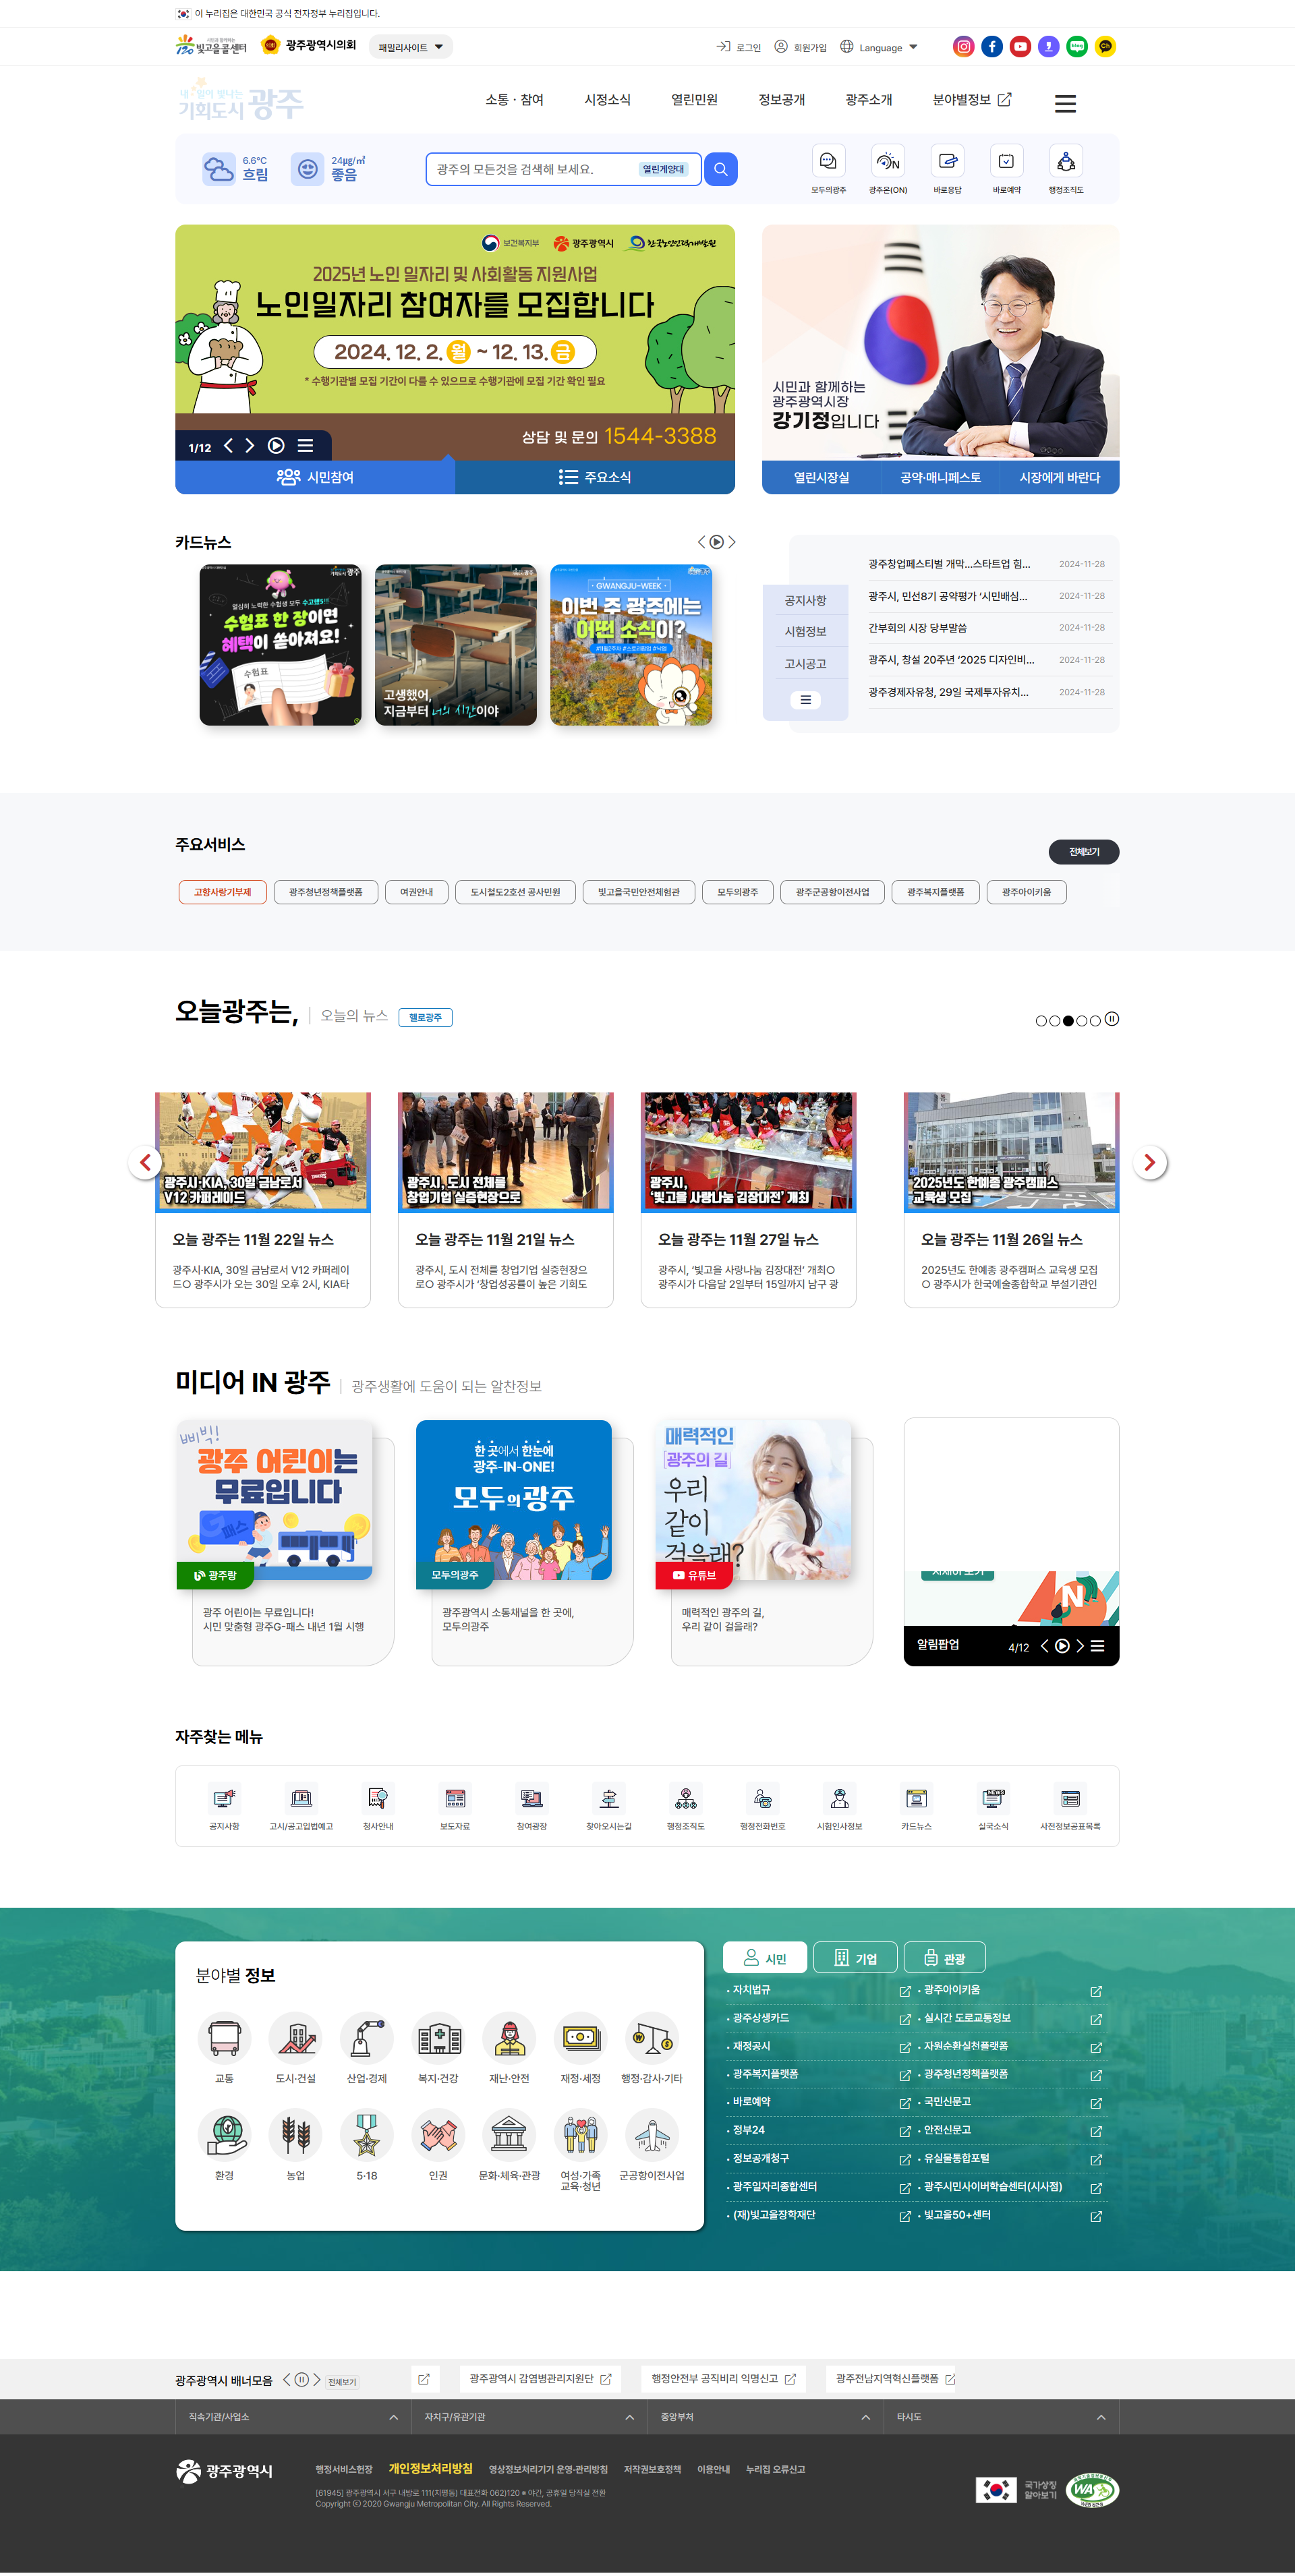 이 누리집은 대한민국 공식 전자정부 누리집입니다.
빛고을콜센터
광주광역시의회
패밀리사이트
로그인
회원가입
Language
내☆일이 빛나는
기회도시 광주
소통 · 참여
시정소식
열린민원
정보공개
광주소개
분야별정보
6.6℃
흐림
24㎍/㎥
좋음
광주의 모든것을 검색해 보세요.
열린게양대
모두의광주
광주온(ON)
바로응답
바로예약
행정조직도
보건복지부
광주광역시
한국노인인력개발원
2025년 노인 일자리 및 사회활동 지원사업
노인일자리 참여자를 모집합니다
2024. 12. 2. 월 ~ 12. 13. 금
* 수행기관별 모집 기간이 다를 수 있으므로 수행기관에 모집 기간 확인 필요
상담 및 문의 1544-3388
1/12
시민참여
주요소식
시민과 함께하는
광주광역시장
강기정입니다
열린시장실
공약·매니페스토
시장에게 바란다
카드뉴스
열심히 노력한 수험생 모두 수고했어!!
수험표 한 장이면
혜택이 쏟아져요!
수험표
고생했어,
지금부터 너의 시간이야
GWANGJU-WEEK
이번 주 광주에는
어떤 소식이?
공지사항
시험정보
고시공고
광주창업페스티벌 개막…스타트업 힘... 2024-11-28
광주시, 민선8기 공약평가 ‘시민배심... 2024-11-28
간부회의 시장 당부말씀 2024-11-28
광주시, 창설 20주년 ‘2025 디자인비... 2024-11-28
광주경제자유청, 29일 국제투자유치... 2024-11-28
주요서비스
전체보기
고향사랑기부제
광주청년정책플랫폼
여권안내
도시철도2호선 공사민원
빛고을국민안전체험관
모두의광주
광주군공항이전사업
광주복지플랫폼
광주아이키움
오늘광주는,
오늘의 뉴스
헬로광주
광주시·KIA, 30일 금남로서
V12 카퍼레이드
오늘 광주는 11월 22일 뉴스
광주시·KIA, 30일 금남로서 V12 카퍼레이
드○ 광주시가 오는 30일 오후 2시, KIA타
광주시, 도시 전체를
창업기업 실증현장으로
오늘 광주는 11월 21일 뉴스
광주시, 도시 전체를 창업기업 실증현장으
로○ 광주시가 ‘창업성공률이 높은 기회도
광주시,
‘빛고을 사랑나눔 김장대전’ 개최
오늘 광주는 11월 27일 뉴스
광주시, ‘빛고을 사랑나눔 김장대전’ 개최○
광주시가 다음달 2일부터 15일까지 남구 광
2025년도 한예종 광주캠퍼스
교육생 모집
오늘 광주는 11월 26일 뉴스
2025년도 한예종 광주캠퍼스 교육생 모집
○ 광주시가 한국예술종합학교 부설기관인
미디어 IN 광주
광주생활에 도움이 되는 알찬정보
삐빅!
광주 어린이는
무료입니다
G패스
광주랑
광주 어린이는 무료입니다!
시민 맞춤형 광주G-패스 내년 1월 시행
한 곳에서 한눈에
광주-IN-ONE!
모두의광주
모두의광주
광주광역시 소통채널을 한 곳에,
모두의광주
매력적인
광주의 길
우리
같이
걸을래?
유튜브
매력적인 광주의 길,
우리 같이 걸을래?
N
알림팝업
4/12
자주찾는 메뉴
공지사항
고시/공고입법예고
청사안내
보도자료
참여광장
찾아오시는길
행정조직도
행정전화번호
시험인사정보
카드뉴스
NEWS
실국소식
사전정보공표목록
분야별 정보
교통
도시·건설
산업·경제
복지·건강
재난·안전
재정·세정
행정·감사·기타
환경
농업
5·18
인권
문화·체육·관광
여성·가족
교육·청년
군공항이전사업
시민
기업
관광
자치법규
광주아이키움
광주상생카드
실시간 도로교통정보
재정공시
자원순환실천플랫폼
광주복지플랫폼
광주청년정책플랫폼
바로예약
국민신문고
정부24
안전신문고
정보공개청구
유실물통합포털
광주일자리종합센터
광주시민사이버학습센터(시사점)
(재)빛고을장학재단
빛고을50+센터
광주광역시 배너모음
전체보기
광주광역시 감염병관리지원단
행정안전부 공직비리 익명신고
광주전남지역혁신플랫폼
직속기관/사업소
자치구/유관기관
중앙부처
타시도
광주광역시
행정서비스헌장
개인정보처리방침
영상정보처리기기 운영·관리방침
저작권보호정책
이용안내
누리집 오류신고
[61945] 광주광역시 서구 내방로 111(치평동) 대표전화 062)120 ※ 야간, 공휴일 당직실 전환
Copyright ⓒ 2020 Gwangju Metropolitan City. All Rights Reserved.
국가상징
알아보기
WA